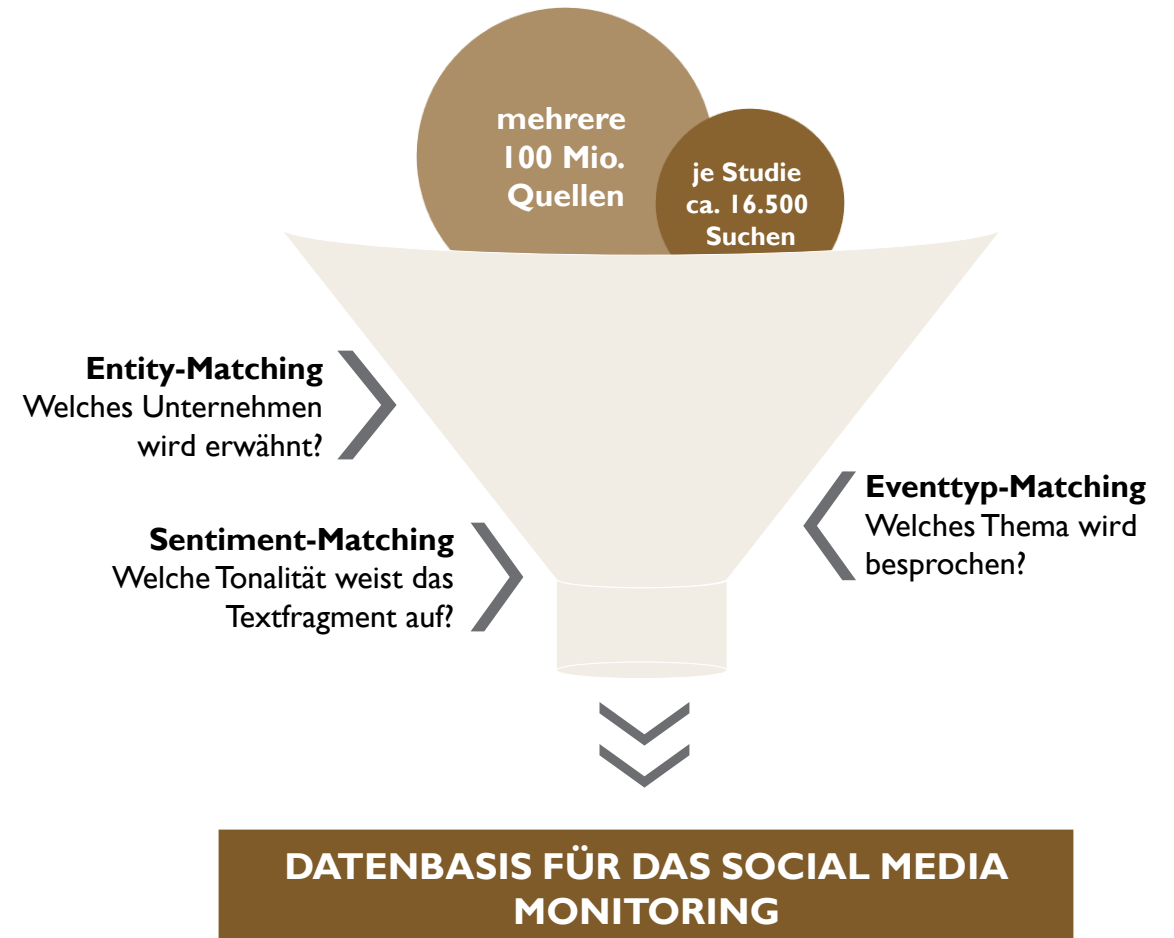 mehrere
100 Mio.
Quellen
je Studie
ca. 16.500
Suchen
Entity-Matching
Welches Unternehmen
wird erwähnt?
Eventtyp-Matching
Welches Thema wird
besprochen?
Sentiment-Matching
Welche Tonalität weist das
Textfragment auf?
DATENBASIS FÜR DAS SOCIAL MEDIA
MONITORING